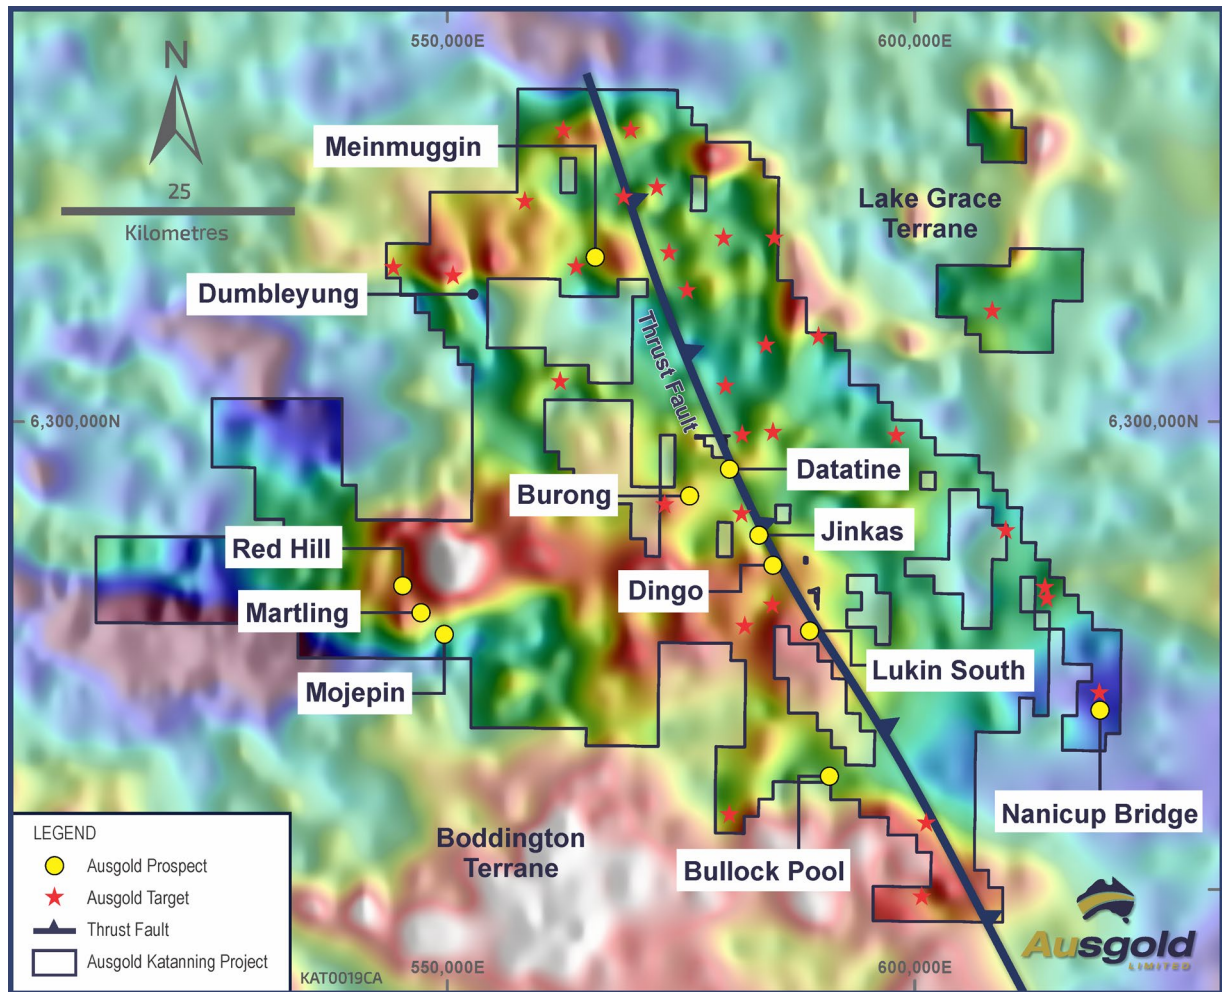 550,000E
600,000E
N
25
Kilometres
Meinmuggin
Lake Grace
Terrane
Dumbleyung
Thrust Fault
6,300,000N
6,300,000N
Datatine
Burong
Jinkas
Red Hill
Dingo
Martling
Lukin South
Mojepin
Nanicup Bridge
Boddington
Terrane
Bullock Pool
LEGEND
Ausgold Prospect
Ausgold Target
Thrust Fault
Ausgold Katanning Project
KAT0019CA
550,000E
600,000E
Ausgold
LIMITED